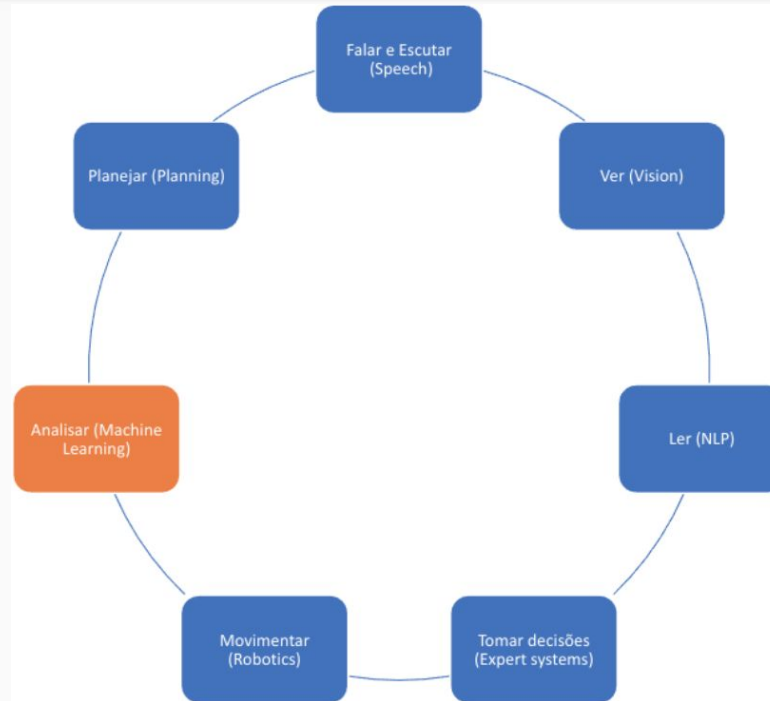 Falar e Escutar
(Speech)
Ver (Vision)
Ler (NLP)
Tomar decisões
(Expert systems)
Movimentar
(Robotics)
Analisar (Machine
Learning)
Planejar (Planning)